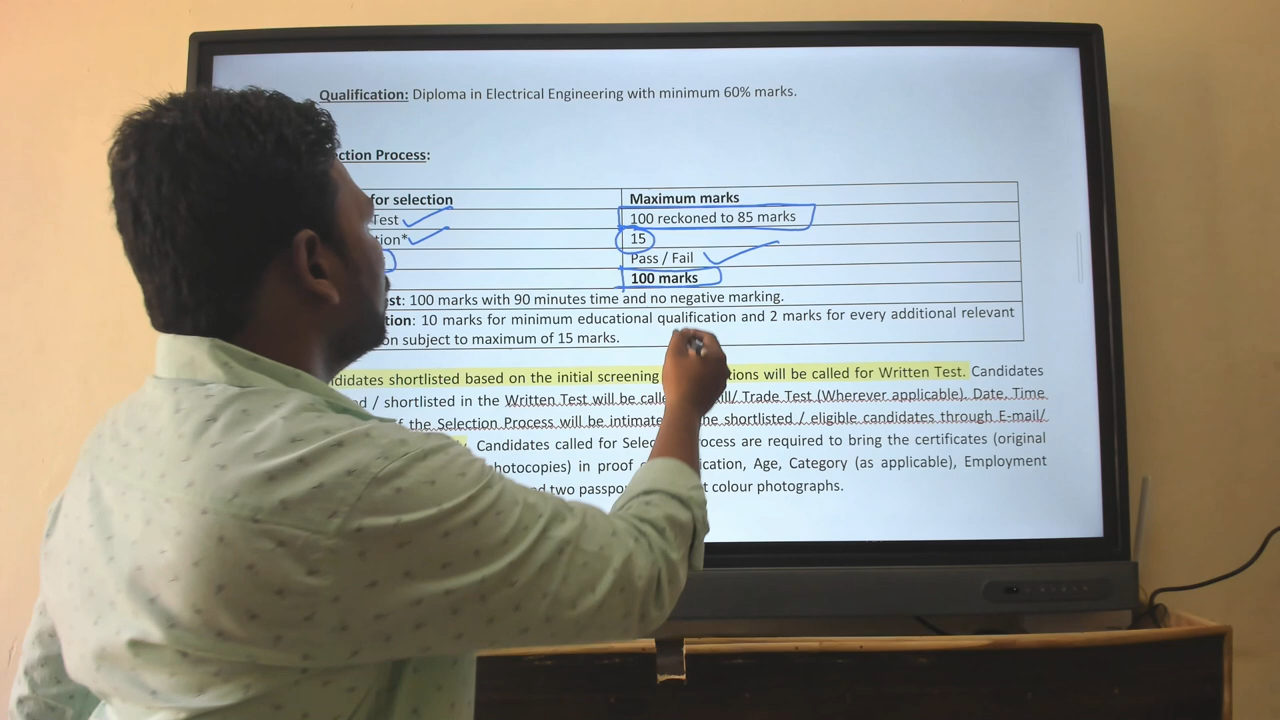 Qualification: Diploma in Electrical Engineering with minimum 60% marks.
ction Process:
for selection Maximum marks
Test 100 reckoned to 85 marks
tion* 15
Pass / Fail
100 marks
st: 100 marks with 90 minutes time and no negative marking.
tion: 10 marks for minimum educational qualification and 2 marks for every additional relevant
on subject to maximum of 15 marks.
didates shortlisted based on the initial screening tions will be called for Written Test. Candidates
d / shortlisted in the Written Test will be calle ill/ Trade Test (Wherever applicable). Date, Time
f the Selection Process will be intimate he shortlisted / eligible candidates through E-mail/
Candidates called for Selec rocess are required to bring the certificates (original
hotocopies) in proof ication, Age, Category (as applicable), Employment
nd two passpo t colour photographs.